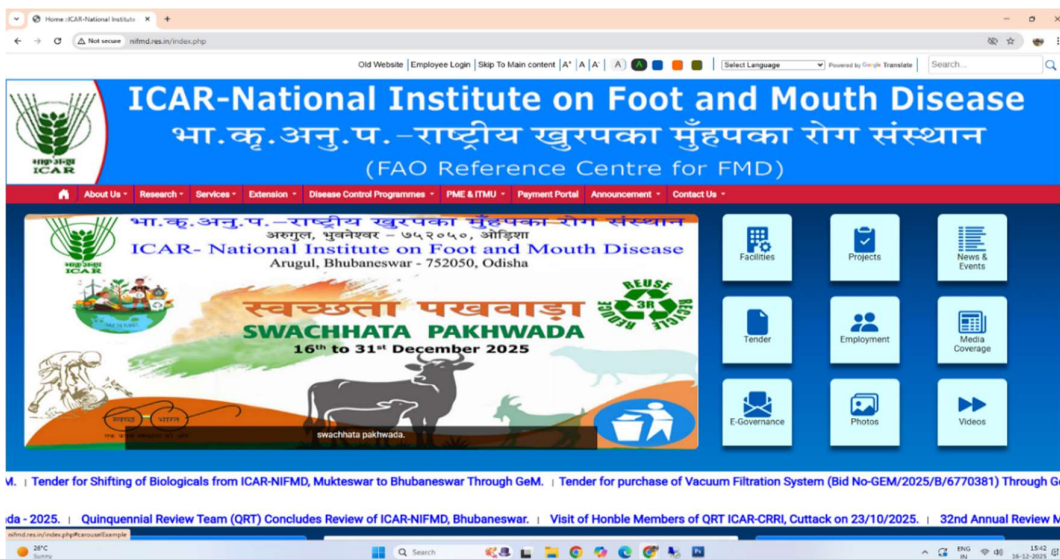 Home :ICAR-National Institute
Not secure nifmd.res.in/index.php
Old Website | Employee Login | Skip To Main content | A+ | A | A- | A A Select Language Powered by Google Translate Search...
ICAR-National Institute on Foot and Mouth Disease
भा.कृ.अनु.प.–राष्ट्रीय खुरपका मुँहपका रोग संस्थान
(FAO Reference Centre for FMD)
ICAR
About Us Research Services Extension Disease Control Programmes PME & ITMU Payment Portal Announcement Contact Us
भा.कृ.अनु.प.–राष्ट्रीय खुरपका मुँहपका रोग संस्थान
अरुगुल, भुवनेश्वर – ७५२०५०, ओड़िशा
ICAR- National Institute on Foot and Mouth Disease
Arugul, Bhubaneswar - 752050, Odisha
ICAR
स्वच्छता पखवाड़ा
SWACHHATA PAKHWADA
16th to 31st December 2025
REUSE
REDUCE
RECYCLE
3R
स्वच्छ भारत
swachhata pakhwada.
Facilities
Projects
News & Events
Tender
Employment
Media Coverage
E-Governance
Photos
Videos
M. | Tender for Shifting of Biologicals from ICAR-NIFMD, Mukteswar to Bhubaneswar Through GeM. | Tender for purchase of Vacuum Filtration System (Bid No-GEM/2025/B/6770381) Through G
da - 2025. | Quinquennial Review Team (QRT) Concludes Review of ICAR-NIFMD, Bhubaneswar. | Visit of Honble Members of QRT ICAR-CRRI, Cuttack on 23/10/2025. | 32nd Annual Review M
nifmd.res.in/index.php#carouselExample
28°C
Sunny
Search
ENG
IN
15:42
16-12-2025